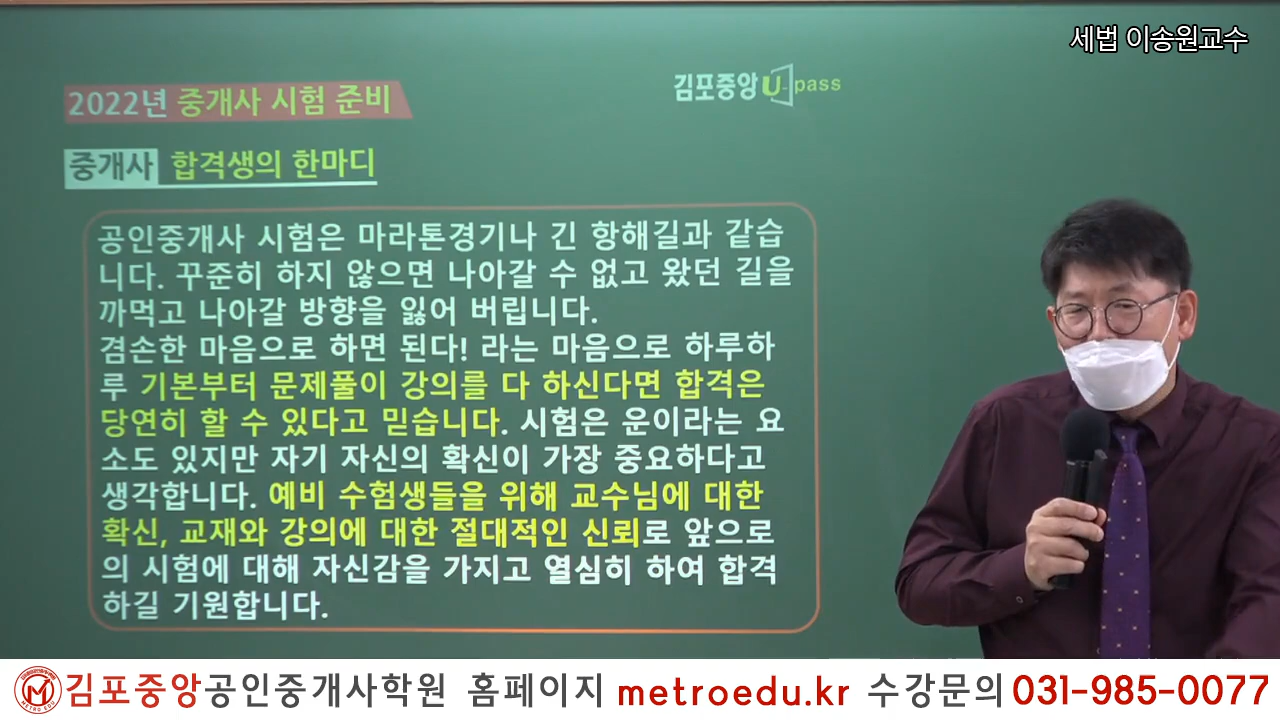 세법 이송원교수
김포중앙 U-pass
2022년 중개사 시험 준비
중개사 합격생의 한마디
공인중개사 시험은 마라톤경기나 긴 항해길과 같습
니다. 꾸준히 하지 않으면 나아갈 수 없고 왔던 길을
까먹고 나아갈 방향을 잃어 버립니다.
겸손한 마음으로 하면 된다! 라는 마음으로 하루하
루 기본부터 문제풀이 강의를 다 하신다면 합격은
당연히 할 수 있다고 믿습니다. 시험은 운이라는 요
소도 있지만 자기 자신의 확신이 가장 중요하다고
생각합니다. 예비 수험생들을 위해 교수님에 대한
확신, 교재와 강의에 대한 절대적인 신뢰로 앞으로
의 시험에 대해 자신감을 가지고 열심히 하여 합격
하길 기원합니다.
METRO EDU 김포중앙공인중개사학원 홈페이지 metroedu.kr 수강문의 031-985-0077